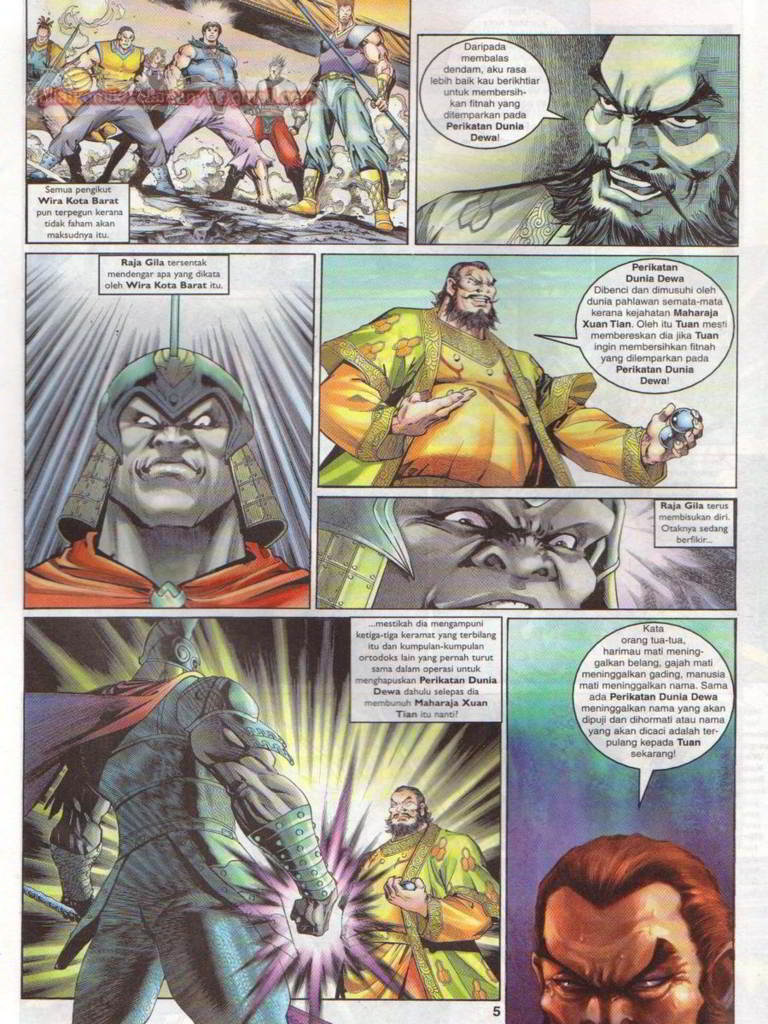 Semua pengikut
Wira Kota Barat
pun terpegun kerana
tidak faham akan
maksudnya itu.
Daripada
membalas
dendam, aku rasa
lebih baik kau berikhtiar
untuk membersih-
kan fitnah yang
ditemparkan pada
Perikatan Dunia
Dewa!
Raja Gila tersentak
mendengar apa yang dikata
oleh Wira Kota Barat itu.
Perikatan
Dunia Dewa
Dibenci dan dimusuhi oleh
dunia pahlawan semata-mata
kerana kejahatan Maharaja
Xuan Tian. Oleh itu Tuan mesti
membereskan dia jika Tuan
ingin membersihkan fitnah
yang dilemparkan pada
Perikatan Dunia
Dewa!
Raja Gila terus
membisukan diri.
Otaknya sedang
berfikir...
...mestikah dia mengampuni
ketiga-tiga keramat yang terbilang
itu dan kumpulan-kumpulan
ortodoks lain yang pernah turut
sama dalam operasi untuk
menghapuskan Perikatan Dunia
Dewa dahulu selepas dia
membunuh Maharaja Xuan
Tian itu nanti?
Kata
orang tua-tua,
harimau mati mening-
galkan belang, gajah mati
meninggalkan gading, manusia
mati meninggalkan nama. Sama
ada Perikatan Dunia Dewa
meninggalkan nama yang akan
dipuji dan dihormati atau nama
yang akan dicaci adalah ter-
pulang kepada Tuan
sekarang!
5